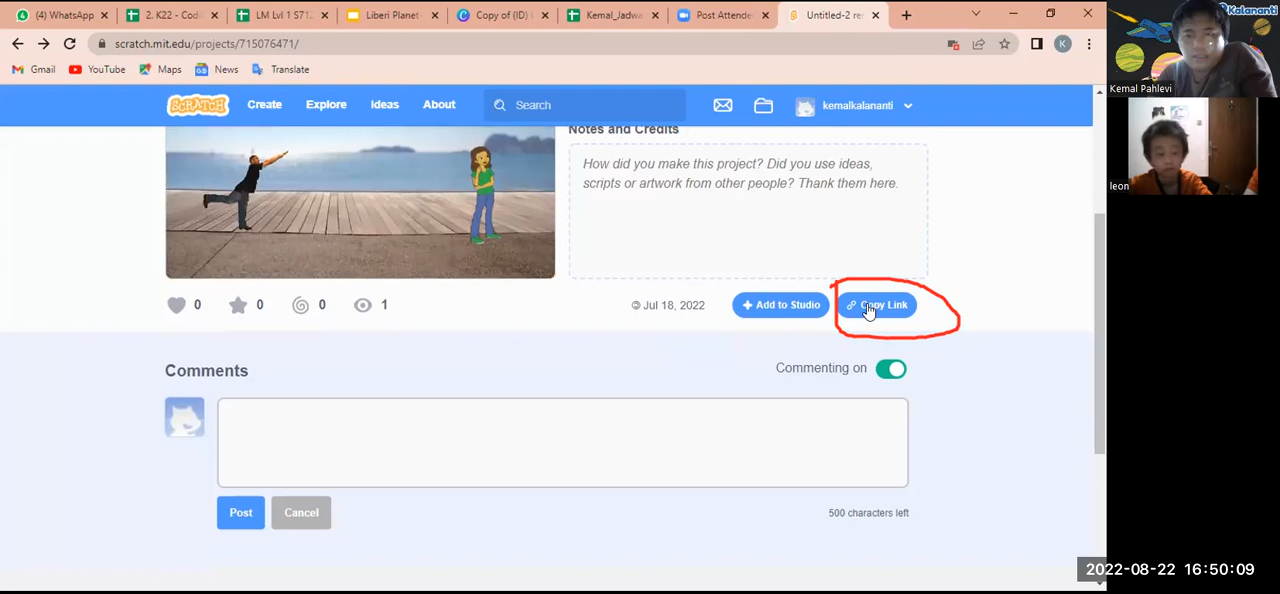 (4) WhatsApp
2. K22 - Codi
LM Lvl 1 S712
Liberi Planet
Copy of (ID)
Kemal_Jadwa
Post Attende
Untitled-2 re
scratch.mit.edu/projects/715076471/
K
Gmail
YouTube
Maps
News
Translate
SCRATCH
Create
Explore
Ideas
About
Search
kemalkalananti
Notes and Credits
How did you make this project? Did you use ideas,
scripts or artwork from other people? Thank them here.
0
0
0
1
Jul 18, 2022
Add to Studio
Copy Link
Comments
Commenting on
Post
Cancel
500 characters left
Kalananti
Kemal Pahlevi
leon
2022-08-22 16:50:09